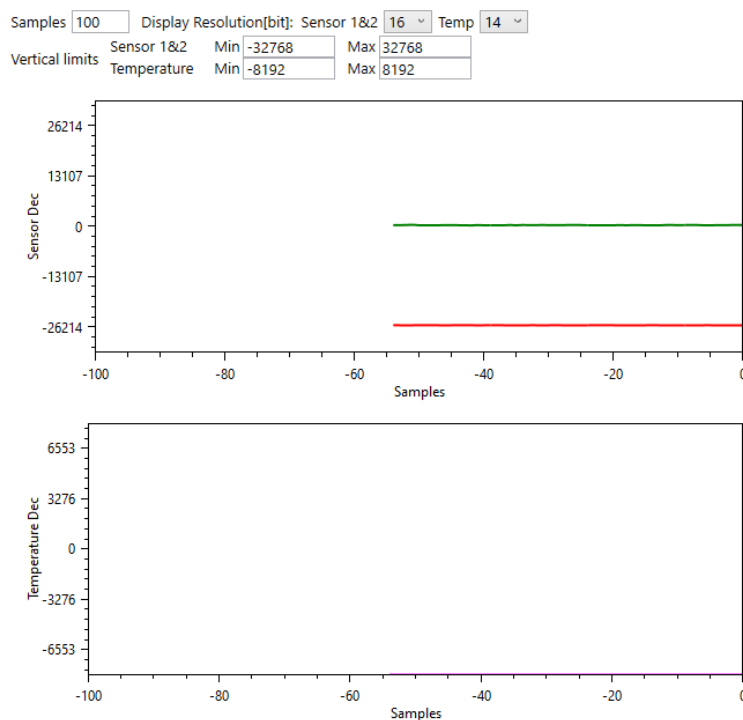 Samples 100 Display Resolution[bit]: Sensor 1&2 16 Temp 14
Vertical limits
Sensor 1&2 Min -32768 Max 32768
Temperature Min -8192 Max 8192
26214
13107
0
-13107
-26214
Sensor Dec
-100 -80 -60 -40 -20 0
Samples
6553
3276
0
-3276
-6553
Temperature Dec
-100 -80 -60 -40 -20 0
Samples